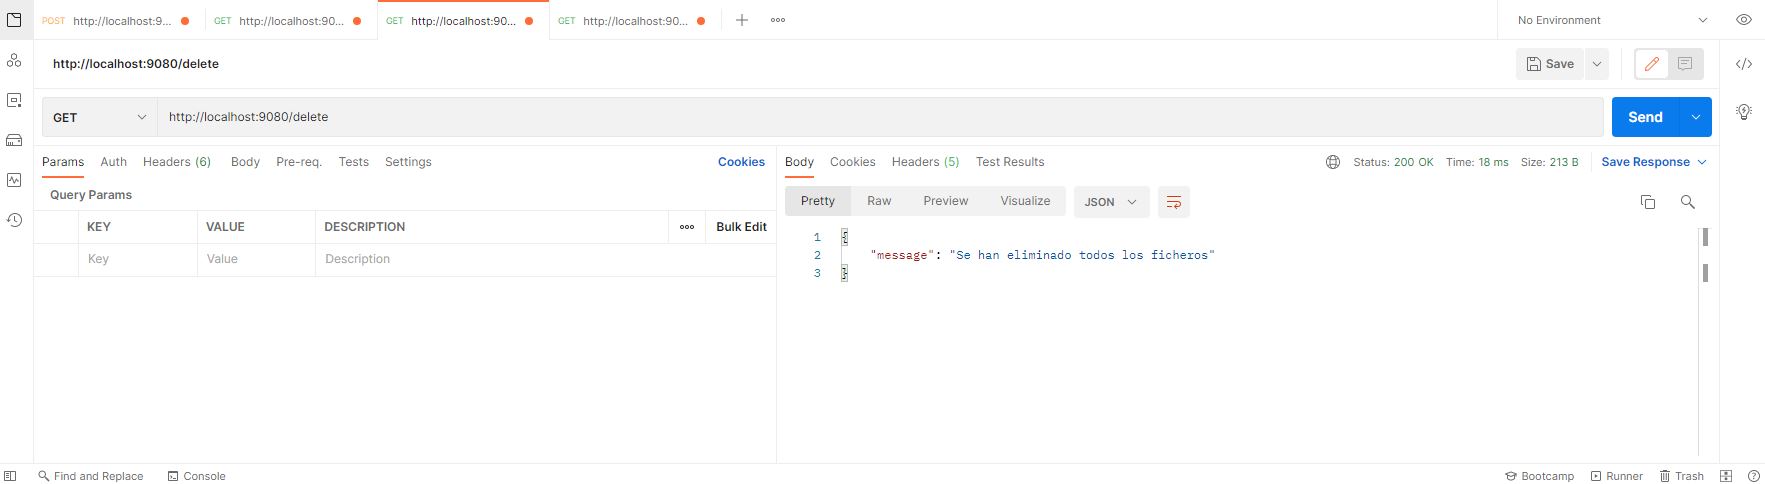 POST http://localhost:9... GET http://localhost:90... GET http://localhost:90... GET http://localhost:90... No Environment
http://localhost:9080/delete Save
GET http://localhost:9080/delete Send
Params Auth Headers (6) Body Pre-req. Tests Settings Cookies
Body Cookies Headers (5) Test Results Status: 200 OK Time: 18 ms Size: 213 B Save Response
Query Params
KEY VALUE DESCRIPTION Bulk Edit
Key Value Description
Pretty Raw Preview Visualize JSON
1 {
2 "message": "Se han eliminado todos los ficheros"
3 }
Find and Replace Console Bootcamp Runner Trash